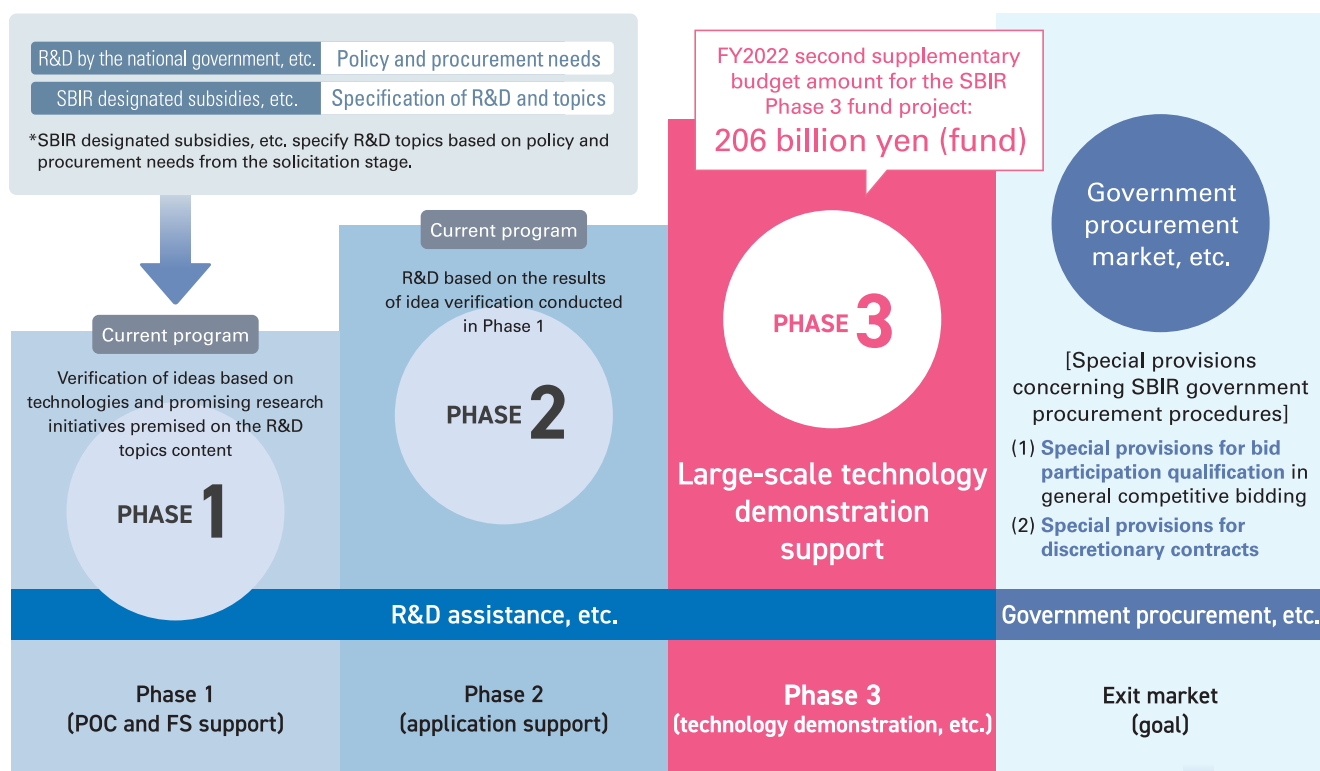 R&D by the national government, etc. Policy and procurement needs
SBIR designated subsidies, etc. Specification of R&D and topics
*SBIR designated subsidies, etc. specify R&D topics based on policy and
procurement needs from the solicitation stage.
Current program
Verification of ideas based on
technologies and promising research
initiatives premised on the R&D
topics content
PHASE 1
Current program
R&D based on the results
of idea verification conducted
in Phase 1
PHASE 2
FY2022 second supplementary
budget amount for the SBIR
Phase 3 fund project:
206 billion yen (fund)
PHASE 3
Large-scale technology
demonstration
support
Government
procurement
market, etc.
[Special provisions
concerning SBIR government
procurement procedures]
(1) Special provisions for bid
participation qualification in
general competitive bidding
(2) Special provisions for
discretionary contracts
R&D assistance, etc.
Government procurement, etc.
Phase 1
(POC and FS support)
Phase 2
(application support)
Phase 3
(technology demonstration, etc.)
Exit market
(goal)